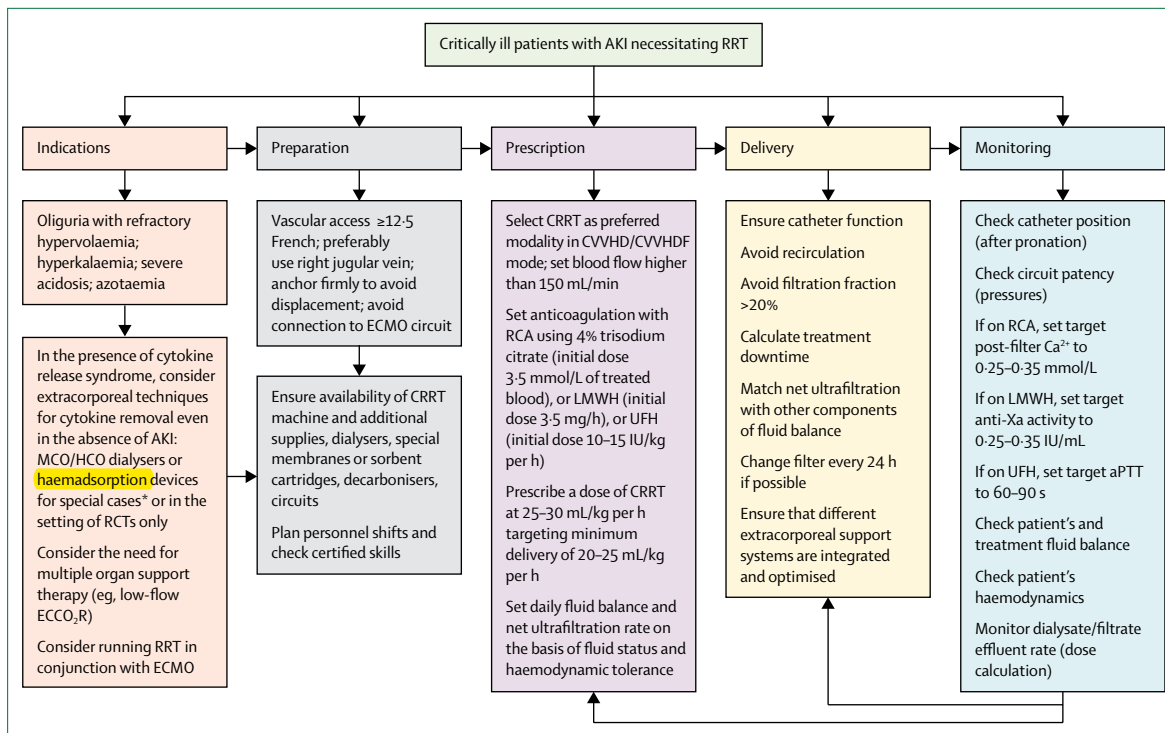 Critically ill patients with AKI necessitating RRT
Indications
Oliguria with refractory
hypervolaemia;
hyperkalaemia; severe
acidosis; azotaemia
In the presence of cytokine
release syndrome, consider
extracorporeal techniques
for cytokine removal even
in the absence of AKI:
MCO/HCO dialysers or
haemadsorption devices
for special cases* or in the
setting of RCTs only
Consider the need for
multiple organ support
therapy (eg, low-flow
ECCO₂R)
Consider running RRT in
conjunction with ECMO
Preparation
Vascular access ≥12·5
French; preferably
use right jugular vein;
anchor firmly to avoid
displacement; avoid
connection to ECMO circuit
Ensure availability of CRRT
machine and additional
supplies, dialysers, special
membranes or sorbent
cartridges, decarbonisers,
circuits
Plan personnel shifts and
check certified skills
Prescription
Select CRRT as preferred
modality in CVVHD/CVVHDF
mode; set blood flow higher
than 150 mL/min
Set anticoagulation with
RCA using 4% trisodium
citrate (initial dose
3·5 mmol/L of treated
blood), or LMWH (initial
dose 3·5 mg/h), or UFH
(initial dose 10–15 IU/kg
per h)
Prescribe a dose of CRRT
at 25–30 mL/kg per h
targeting minimum
delivery of 20–25 mL/kg
per h
Set daily fluid balance and
net ultrafiltration rate on
the basis of fluid status and
haemodynamic tolerance
Delivery
Ensure catheter function
Avoid recirculation
Avoid filtration fraction
>20%
Calculate treatment
downtime
Match net ultrafiltration
with other components
of fluid balance
Change filter every 24 h
if possible
Ensure that different
extracorporeal support
systems are integrated
and optimised
Monitoring
Check catheter position
(after pronation)
Check circuit patency
(pressures)
If on RCA, set target
post-filter Ca²⁺ to
0·25–0·35 mmol/L
If on LMWH, set target
anti-Xa activity to
0·25–0·35 IU/mL
If on UFH, set target aPTT
to 60–90 s
Check patient's and
treatment fluid balance
Check patient's
haemodynamics
Monitor dialysate/filtrate
effluent rate (dose
calculation)